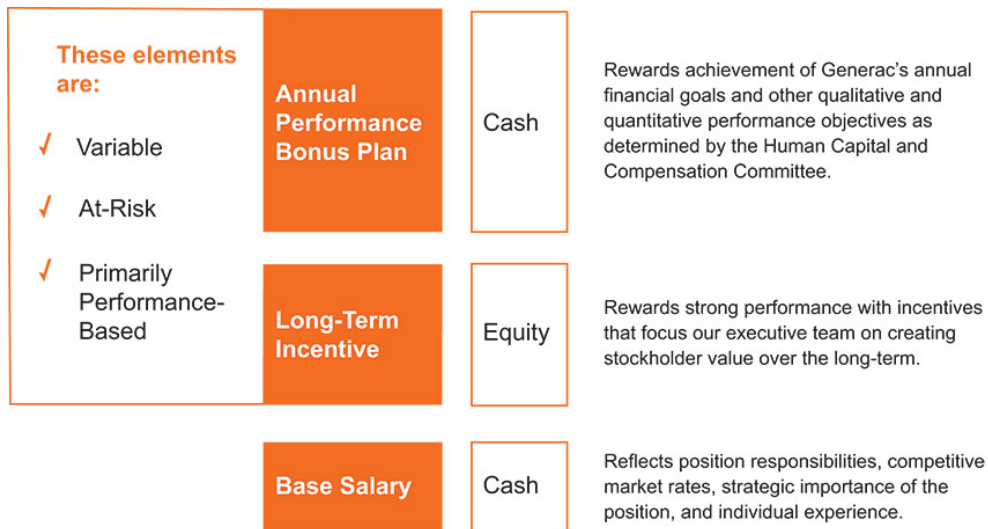 These elements
are:
√ Variable
√ At-Risk
√ Primarily
Performance-
Based
Annual
Performance
Bonus Plan
Cash
Rewards achievement of Generac's annual
financial goals and other qualitative and
quantitative performance objectives as
determined by the Human Capital and
Compensation Committee.
Long-Term
Incentive
Equity
Rewards strong performance with incentives
that focus our executive team on creating
stockholder value over the long-term.
Base Salary
Cash
Reflects position responsibilities, competitive
market rates, strategic importance of the
position, and individual experience.